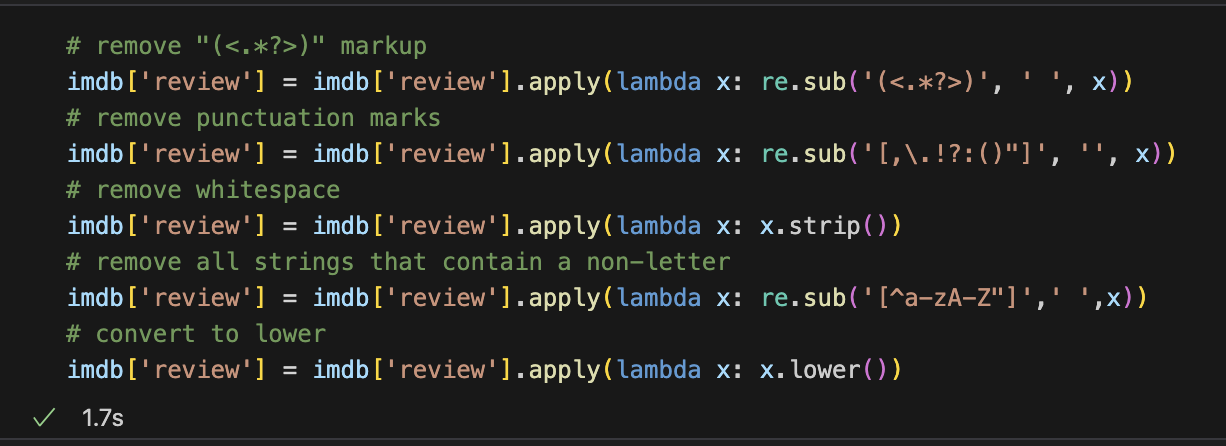 # remove "(<.*?>)" markup
imdb['review'] = imdb['review'].apply(lambda x: re.sub('(<.*?>)', ' ', x))
# remove punctuation marks
imdb['review'] = imdb['review'].apply(lambda x: re.sub('[,\.!?:()"]', '', x))
# remove whitespace
imdb['review'] = imdb['review'].apply(lambda x: x.strip())
# remove all strings that contain a non-letter
imdb['review'] = imdb['review'].apply(lambda x: re.sub('[^a-zA-Z"]',' ',x))
# convert to lower
imdb['review'] = imdb['review'].apply(lambda x: x.lower())
✓ 1.7s